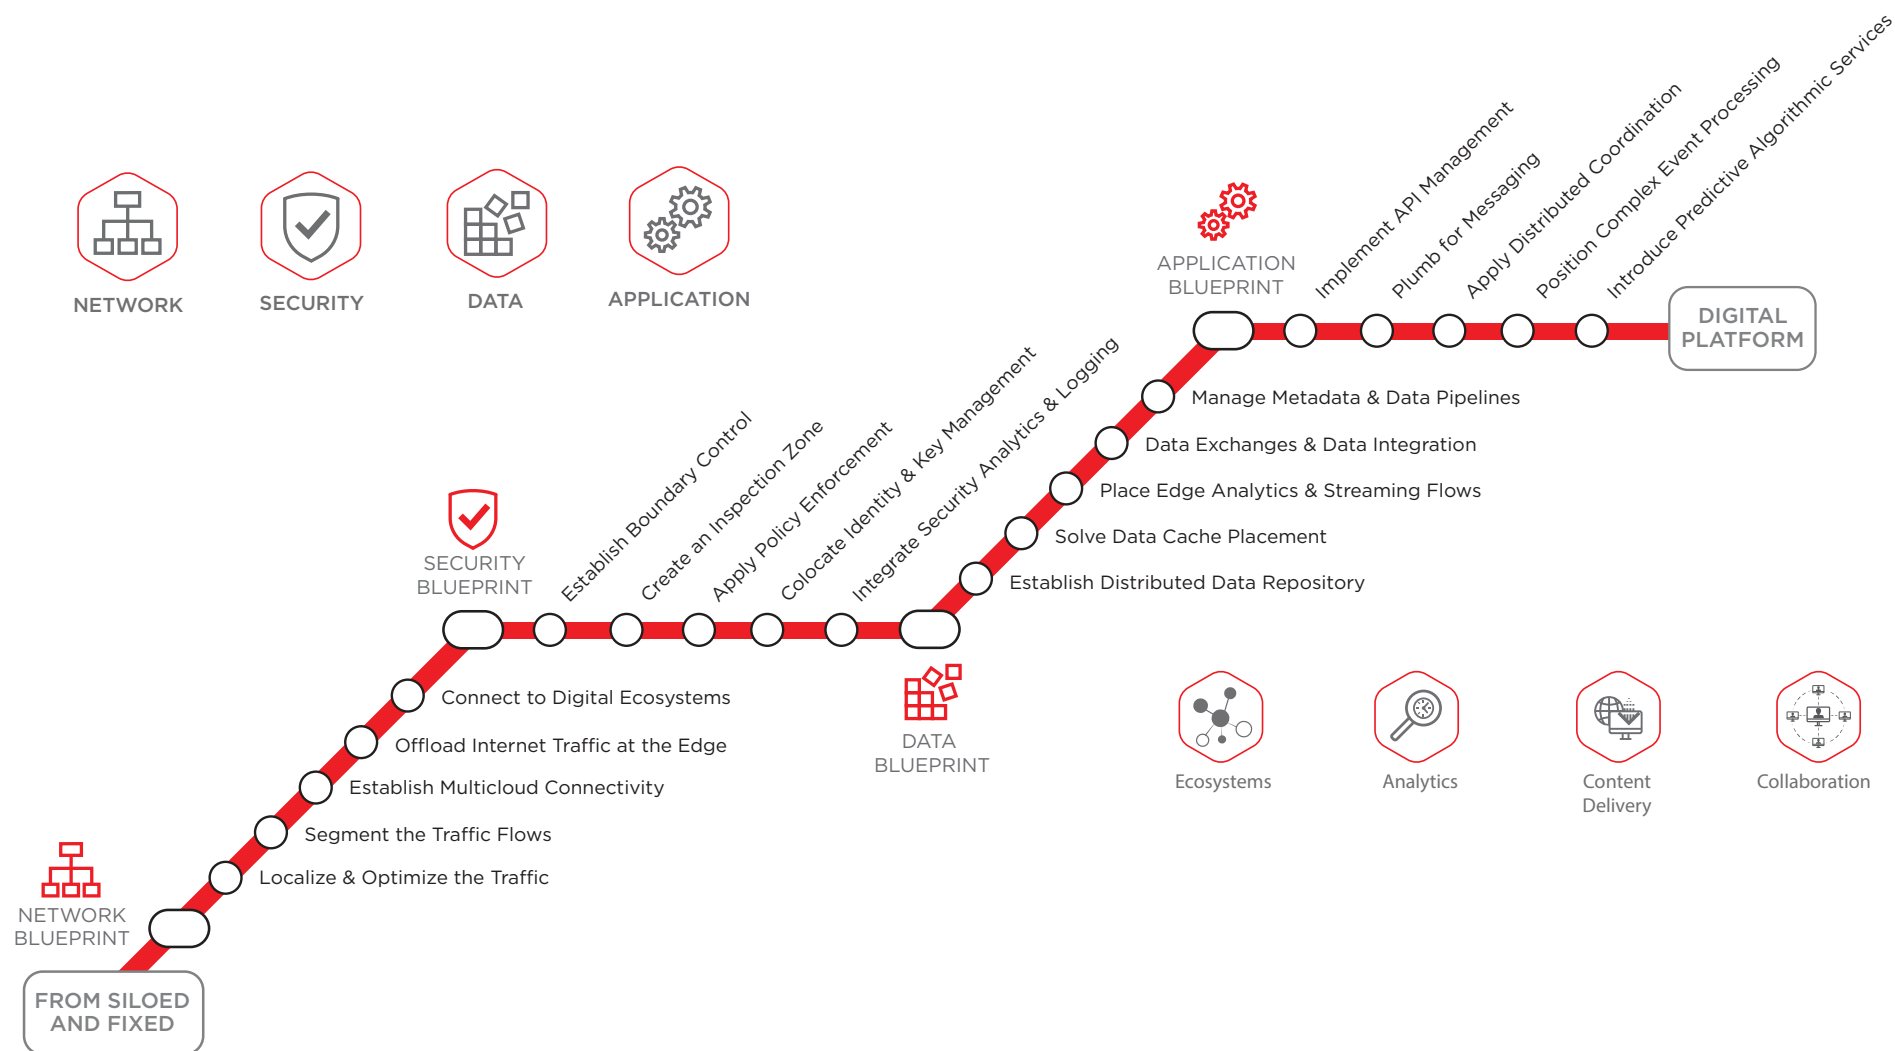 NETWORK
SECURITY
DATA
APPLICATION
APPLICATION
BLUEPRINT
Implement API Management
Plumb for Messaging
Apply Distributed Coordination
Position Complex Event Processing
Introduce Predictive Algorithmic Services
DIGITAL
PLATFORM
Manage Metadata & Data Pipelines
Data Exchanges & Data Integration
Place Edge Analytics & Streaming Flows
Solve Data Cache Placement
Establish Distributed Data Repository
SECURITY
BLUEPRINT
Establish Boundary Control
Create an Inspection Zone
Apply Policy Enforcement
Colocate Identity & Key Management
Integrate Security Analytics & Logging
DATA
BLUEPRINT
Connect to Digital Ecosystems
Offload Internet Traffic at the Edge
Establish Multicloud Connectivity
Segment the Traffic Flows
Localize & Optimize the Traffic
Ecosystems
Analytics
Content
Delivery
Collaboration
NETWORK
BLUEPRINT
FROM SILOED
AND FIXED